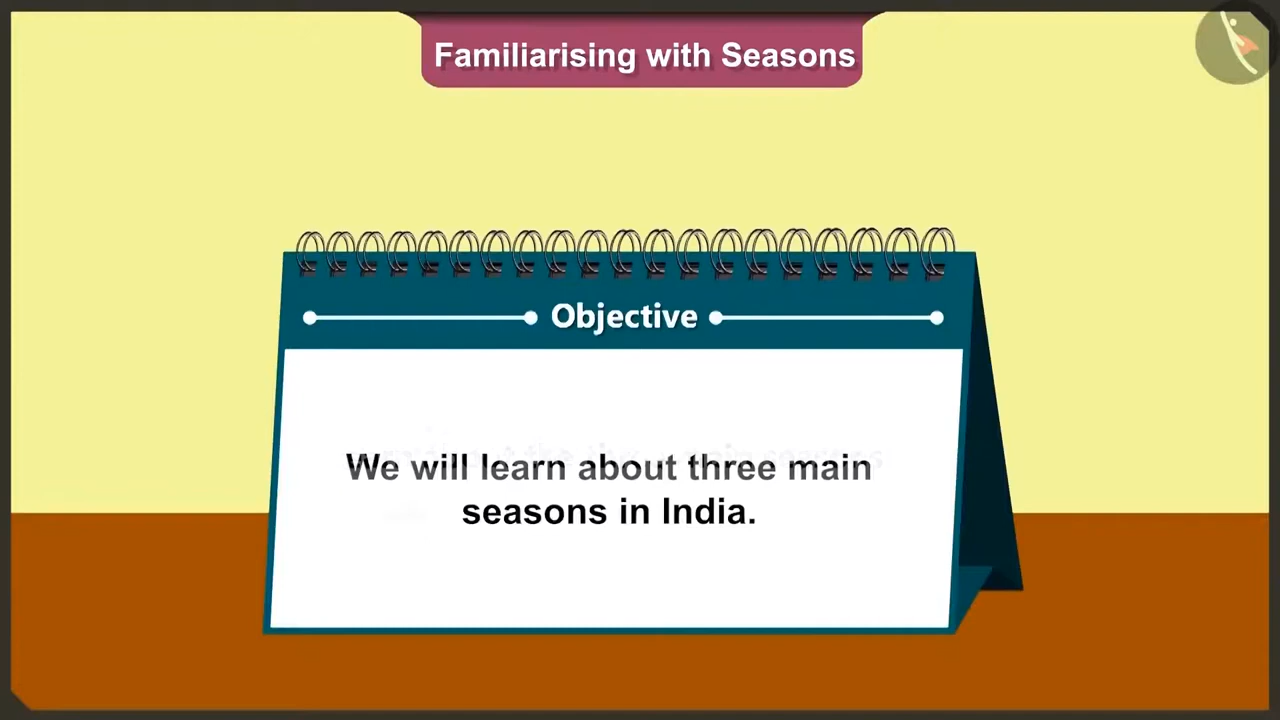 Familiarising with Seasons
Objective
We will learn about three main
seasons in India.